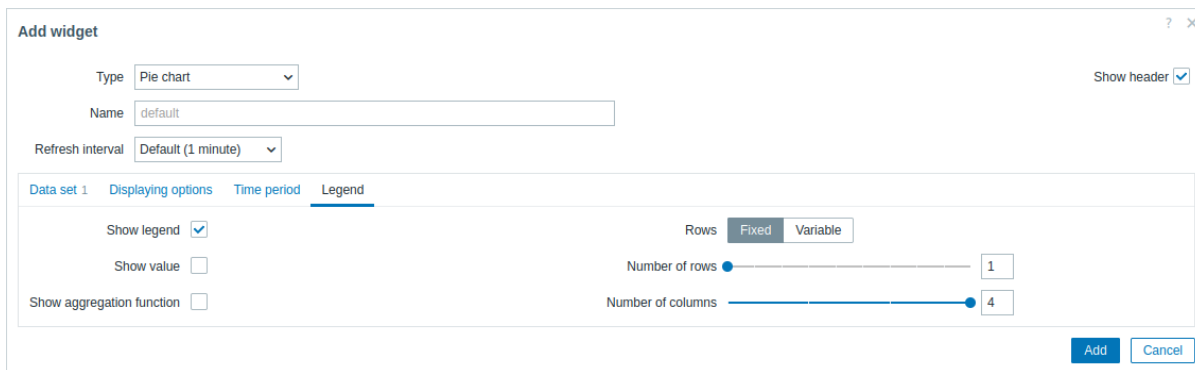 Add widget ? ×
Type Pie chart Show header
Name default
Refresh interval Default (1 minute)
Data set 1 Displaying options Time period Legend
Show legend Rows Fixed Variable
Show value Number of rows 1
Show aggregation function Number of columns 4
Add Cancel